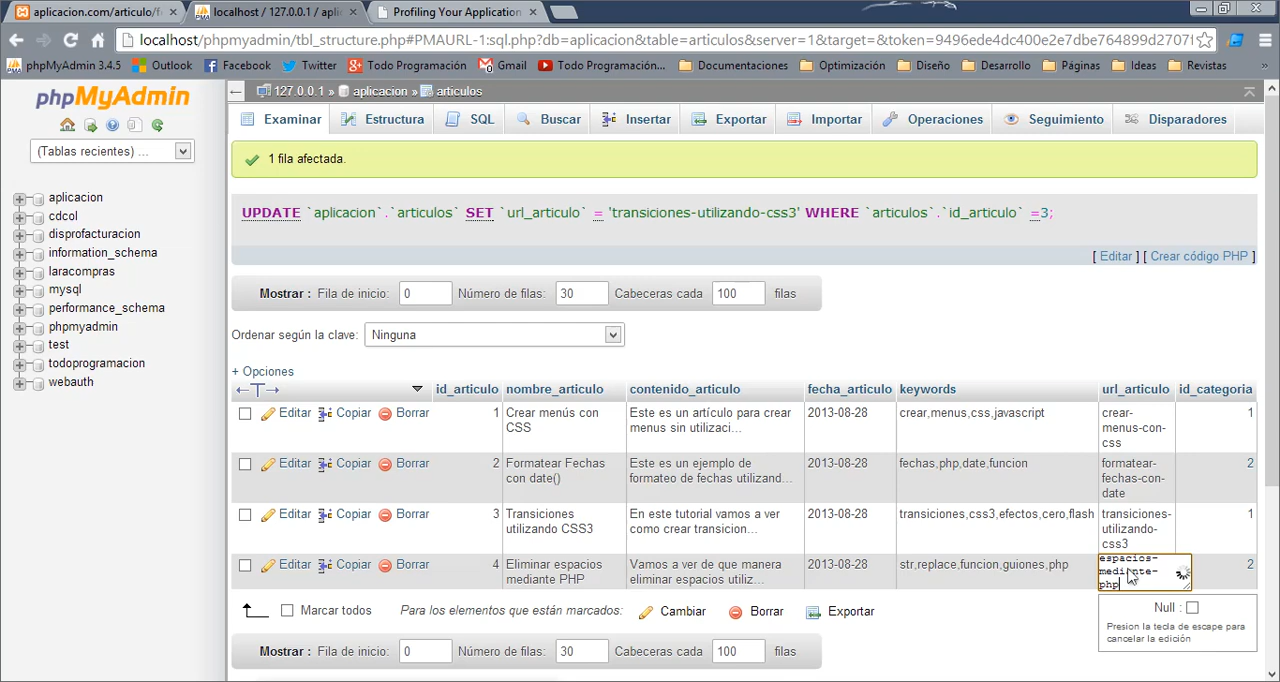 aplicacion.com/articulo/f
localhost / 127.0.0.1 / apli
Profiling Your Application
localhost/phpmyadmin/tbl_structure.php#PMAURL-1:sql.php?db=aplicacion&table=articulos&server=1&target=&token=9496ede4dc400e2e7dbe764899d2707f
phpMyAdmin 3.4.5 Outlook Facebook Twitter Todo Programación Gmail Todo Programación... Documentaciones Optimización Diseño Desarrollo Páginas Ideas Revistas »
phpMyAdmin
(Tablas recientes) ...
aplicacion
cdcol
disprofacturacion
information_schema
laracompras
mysql
performance_schema
phpmyadmin
test
todoprogramacion
webauth
127.0.0.1 » aplicacion » articulos
Examinar Estructura SQL Buscar Insertar Exportar Importar Operaciones Seguimiento Disparadores
1 fila afectada.
UPDATE `aplicacion`.`articulos` SET `url_articulo` = 'transiciones-utilizando-css3' WHERE `articulos`.`id_articulo` =3;
[ Editar ] [ Crear código PHP ]
Mostrar : Fila de inicio: 0 Número de filas: 30 Cabeceras cada 100 filas
Ordenar según la clave: Ninguna
+ Opciones
←T→ id_articulo nombre_articulo contenido_articulo fecha_articulo keywords url_articulo id_categoria
Editar Copiar Borrar 1 Crear menús con CSS Este es un artículo para crear menus sin utilizaci... 2013-08-28 crear,menus,css,javascript crear-menus-con-css 1
Editar Copiar Borrar 2 Formatear Fechas con date() Este es un ejemplo de formateo de fechas utilizand... 2013-08-28 fechas,php,date,funcion formatear-fechas-con-date 2
Editar Copiar Borrar 3 Transiciones utilizando CSS3 En este tutorial vamos a ver como crear transicion... 2013-08-28 transiciones,css3,efectos,cero,flash transiciones-utilizando-css3 1
Editar Copiar Borrar 4 Eliminar espacios mediante PHP Vamos a ver de que manera eliminar espacios utiliz... 2013-08-28 str,replace,funcion,guiones,php espacios-mediante-php 2
Marcar todos Para los elementos que están marcados: Cambiar Borrar Exportar
Null :
Presion la tecla de escape para
cancelar la edición
Mostrar : Fila de inicio: 0 Número de filas: 30 Cabeceras cada 100 filas